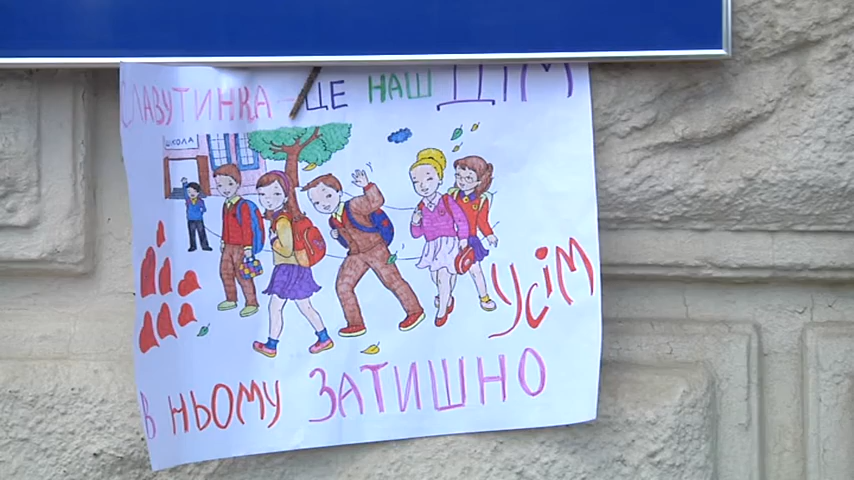 СЛАВУТИНКА - ЦЕ НАШ ДІМ
ШКОЛА
УСІМ
В НЬОМУ ЗАТИШНО